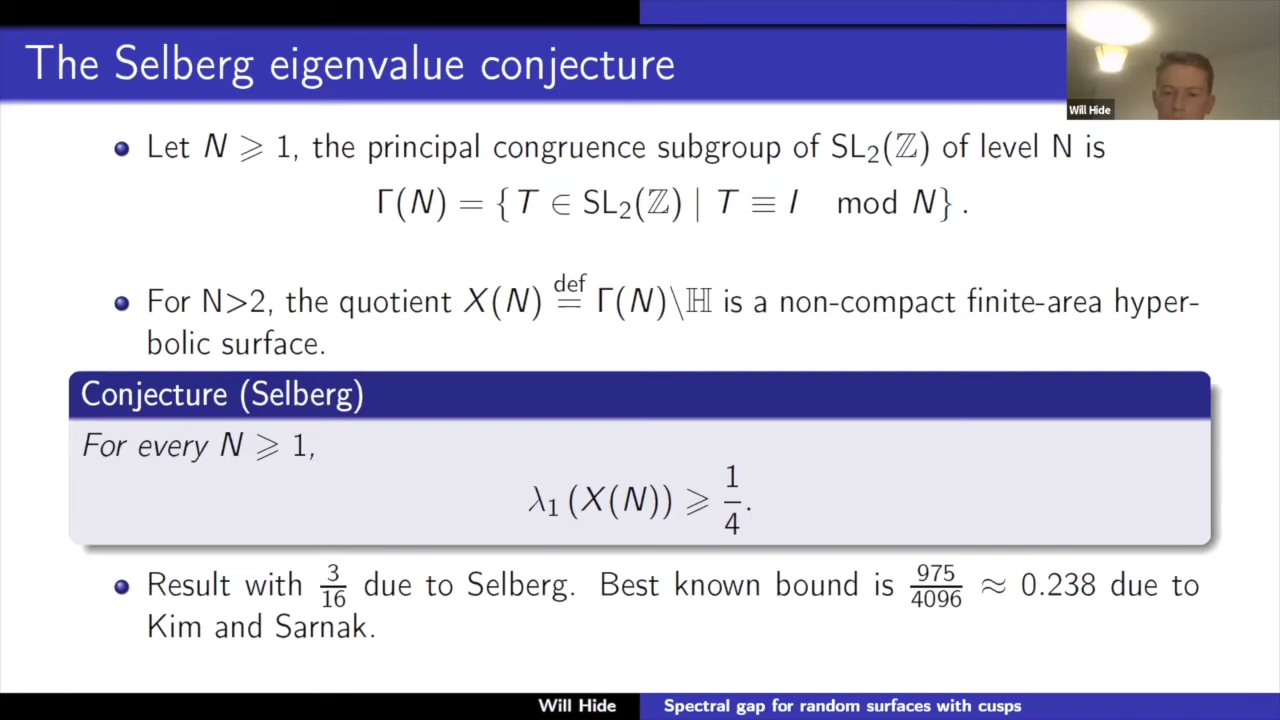 The Selberg eigenvalue conjecture
Will Hide
Let N ⩾ 1, the principal congruence subgroup of SL₂(ℤ) of level N is
Γ(N) = { T ∈ SL₂(ℤ) | T ≡ I mod N } .
For N>2, the quotient X(N) def= Γ(N)\ℍ is a non-compact finite-area hyper-
bolic surface.
Conjecture (Selberg)
For every N ⩾ 1,
λ₁ (X(N)) ⩾ 1/4.
Result with 3/16 due to Selberg. Best known bound is 975/4096 ≈ 0.238 due to
Kim and Sarnak.
Will Hide
Spectral gap for random surfaces with cusps